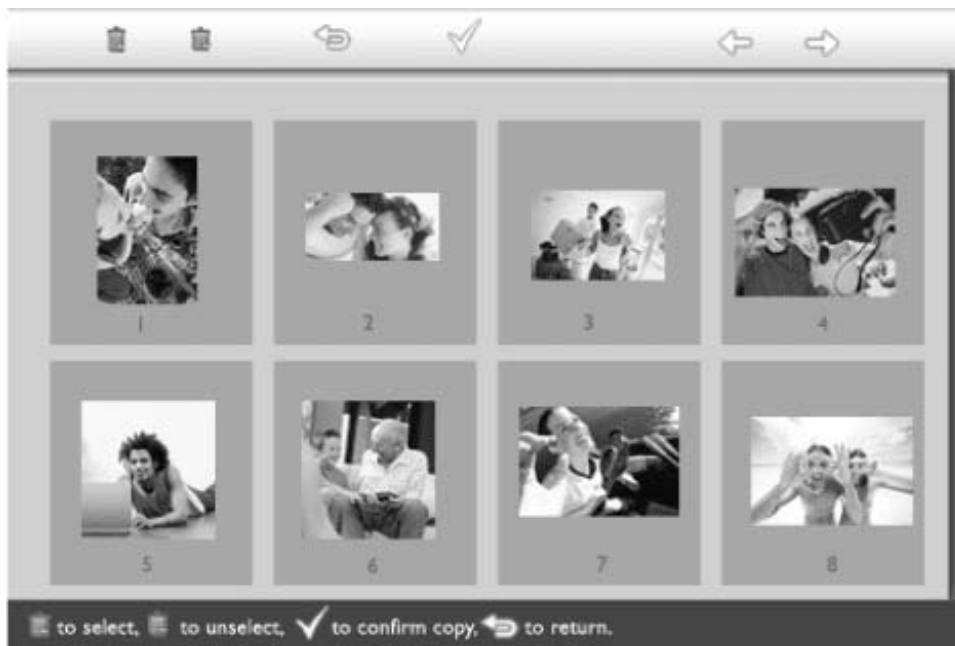 1 2 3 4
5 6 7 8
to select, to unselect, to confirm copy, to return.